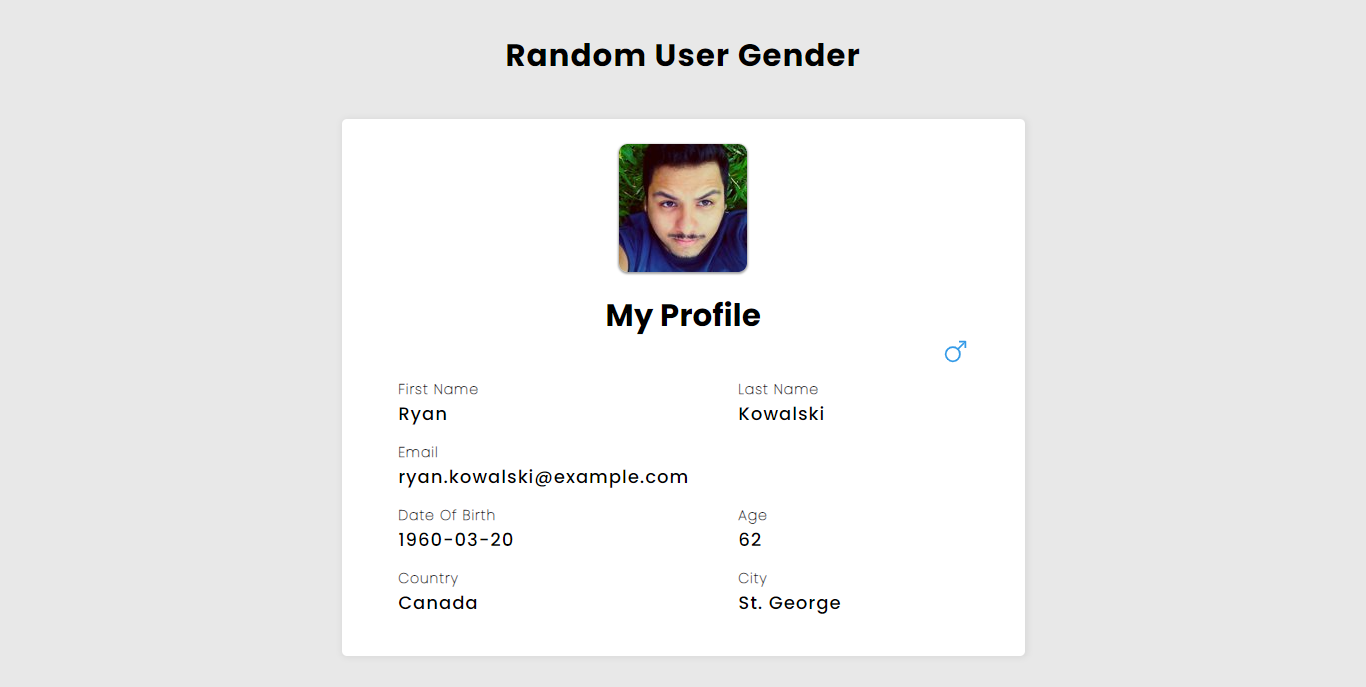 Random User Gender
My Profile
First Name
Last Name
Ryan
Kowalski
Email
ryan.kowalski@example.com
Date Of Birth
Age
1960-03-20
62
Country
City
Canada
St. George